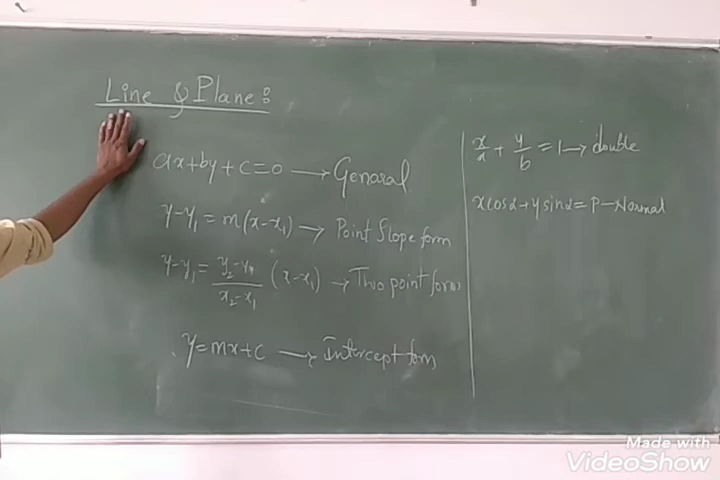 Line & Plane:
ax+by+c=0 → Genaral
y-y₁ = m(x-x₁) → Point Slope form
y-y₁ = y₂-y₁/x₂-x₁ (x-x₁) → Two point form
y=mx+c → Intercept form
x/a + y/b = 1 → double
x cosα + y sinα = P - Normal
Made with
VideoShow